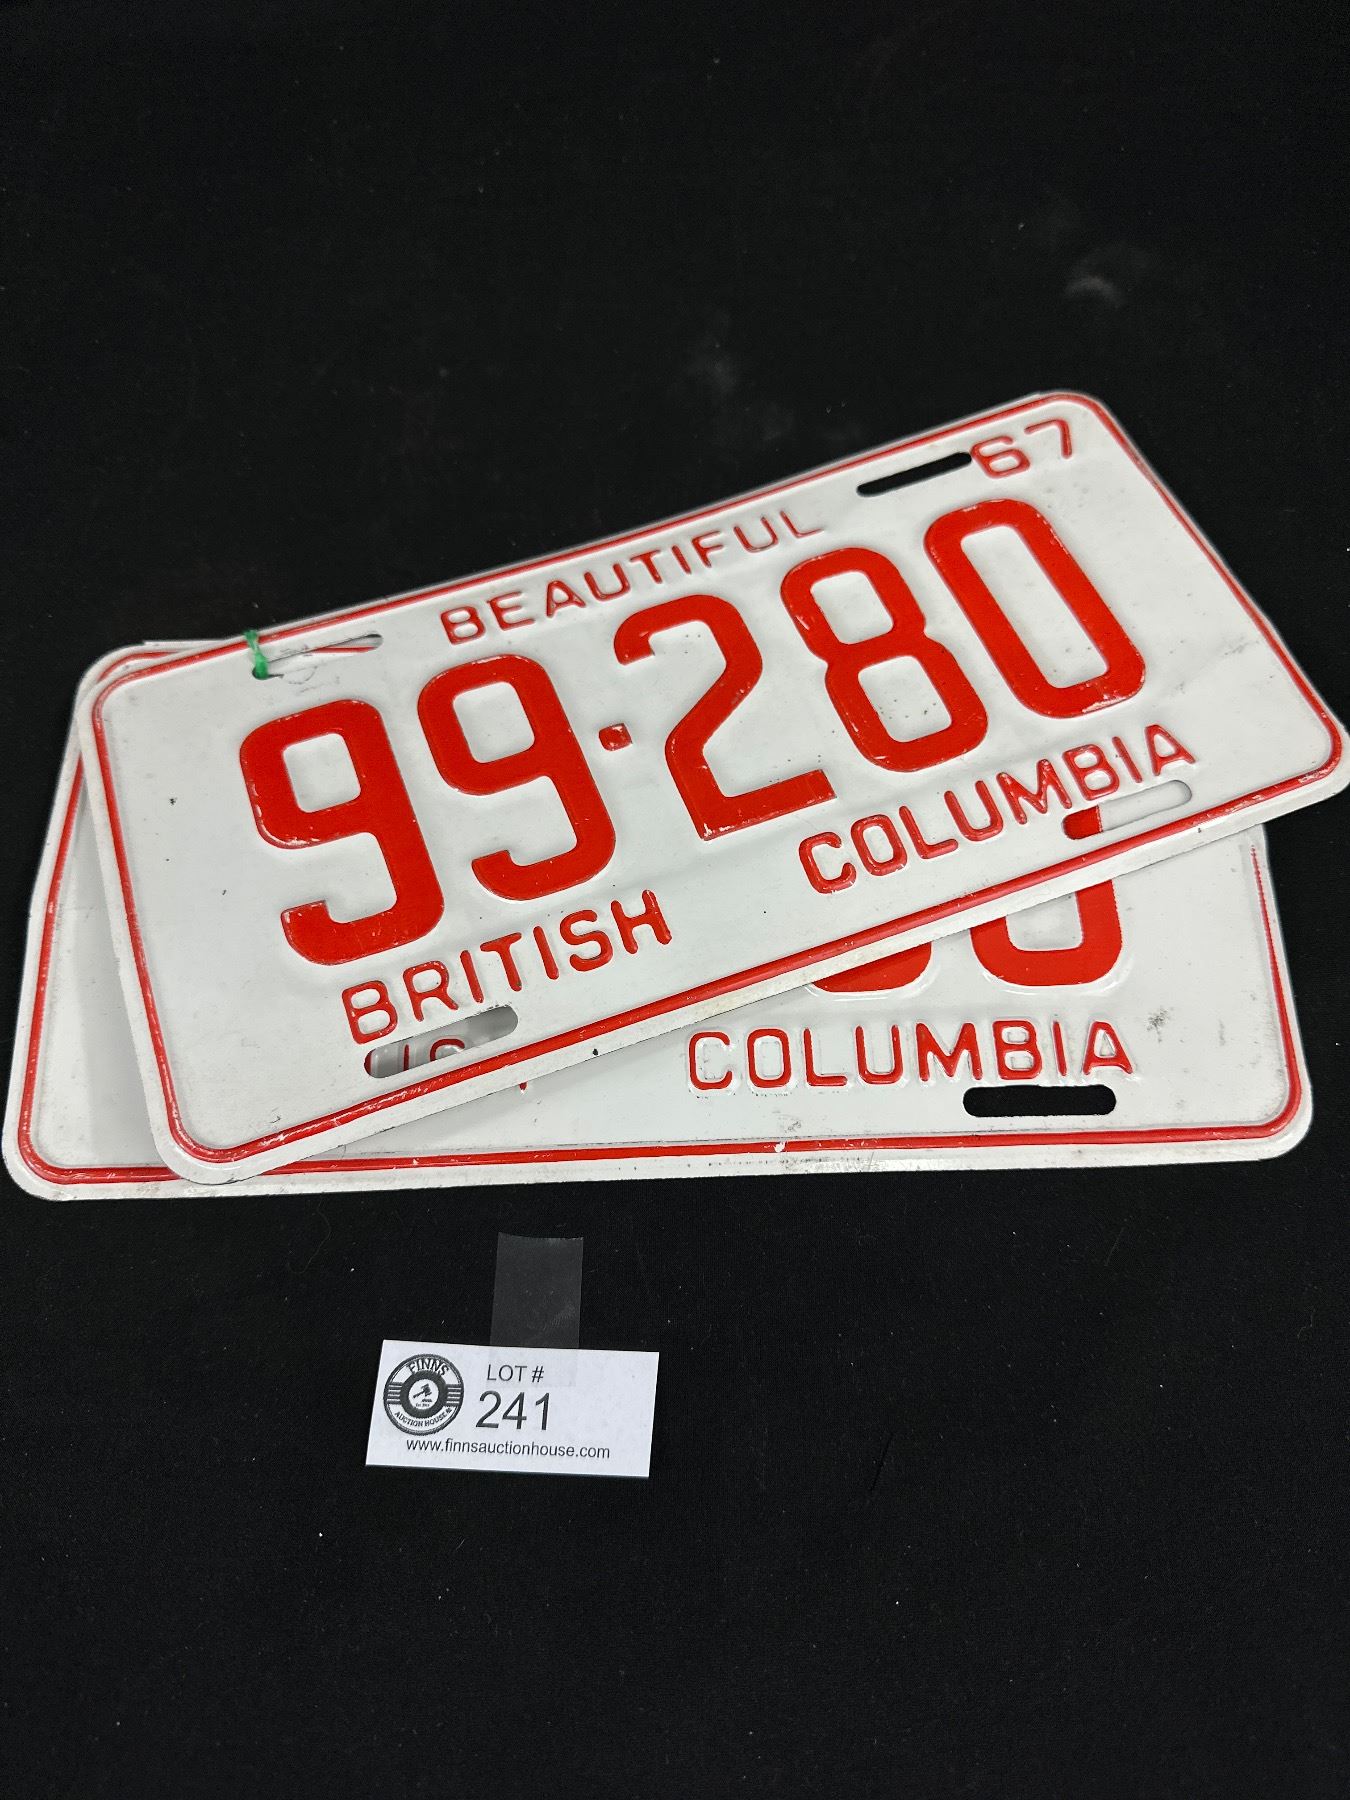 67
BEAUTIFUL
99·280
BRITISH COLUMBIA
COLUMBIA
FINNS
AUCTION HOUSE
LOT #
241
www.finnsauctionhouse.com